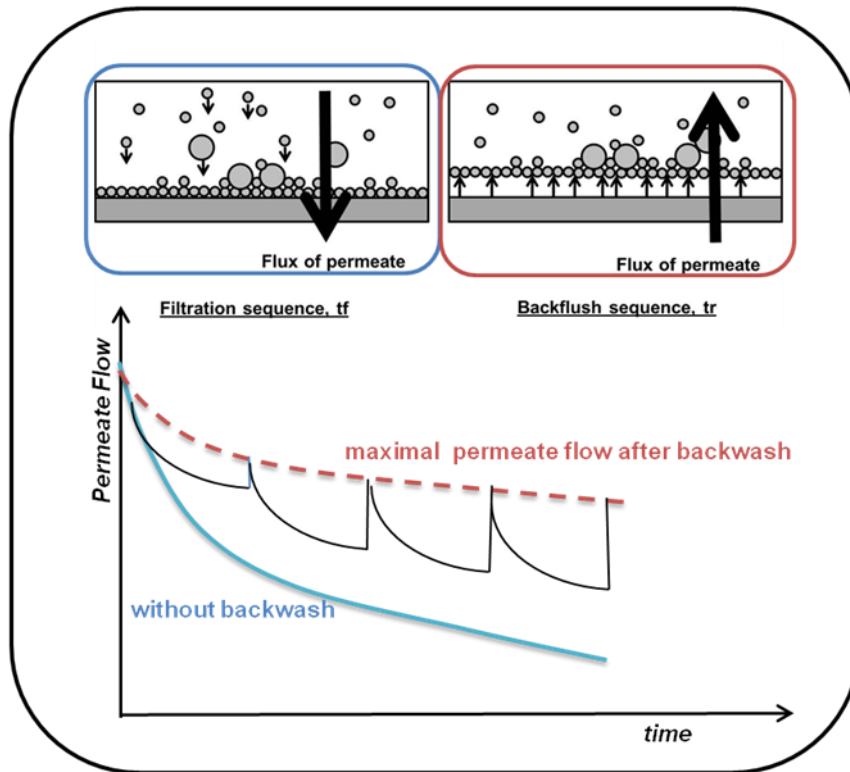 Flux of permeate
Flux of permeate
Filtration sequence, tf
Backflush sequence, tr
Permeate Flow
maximal permeate flow after backwash
without backwash
time